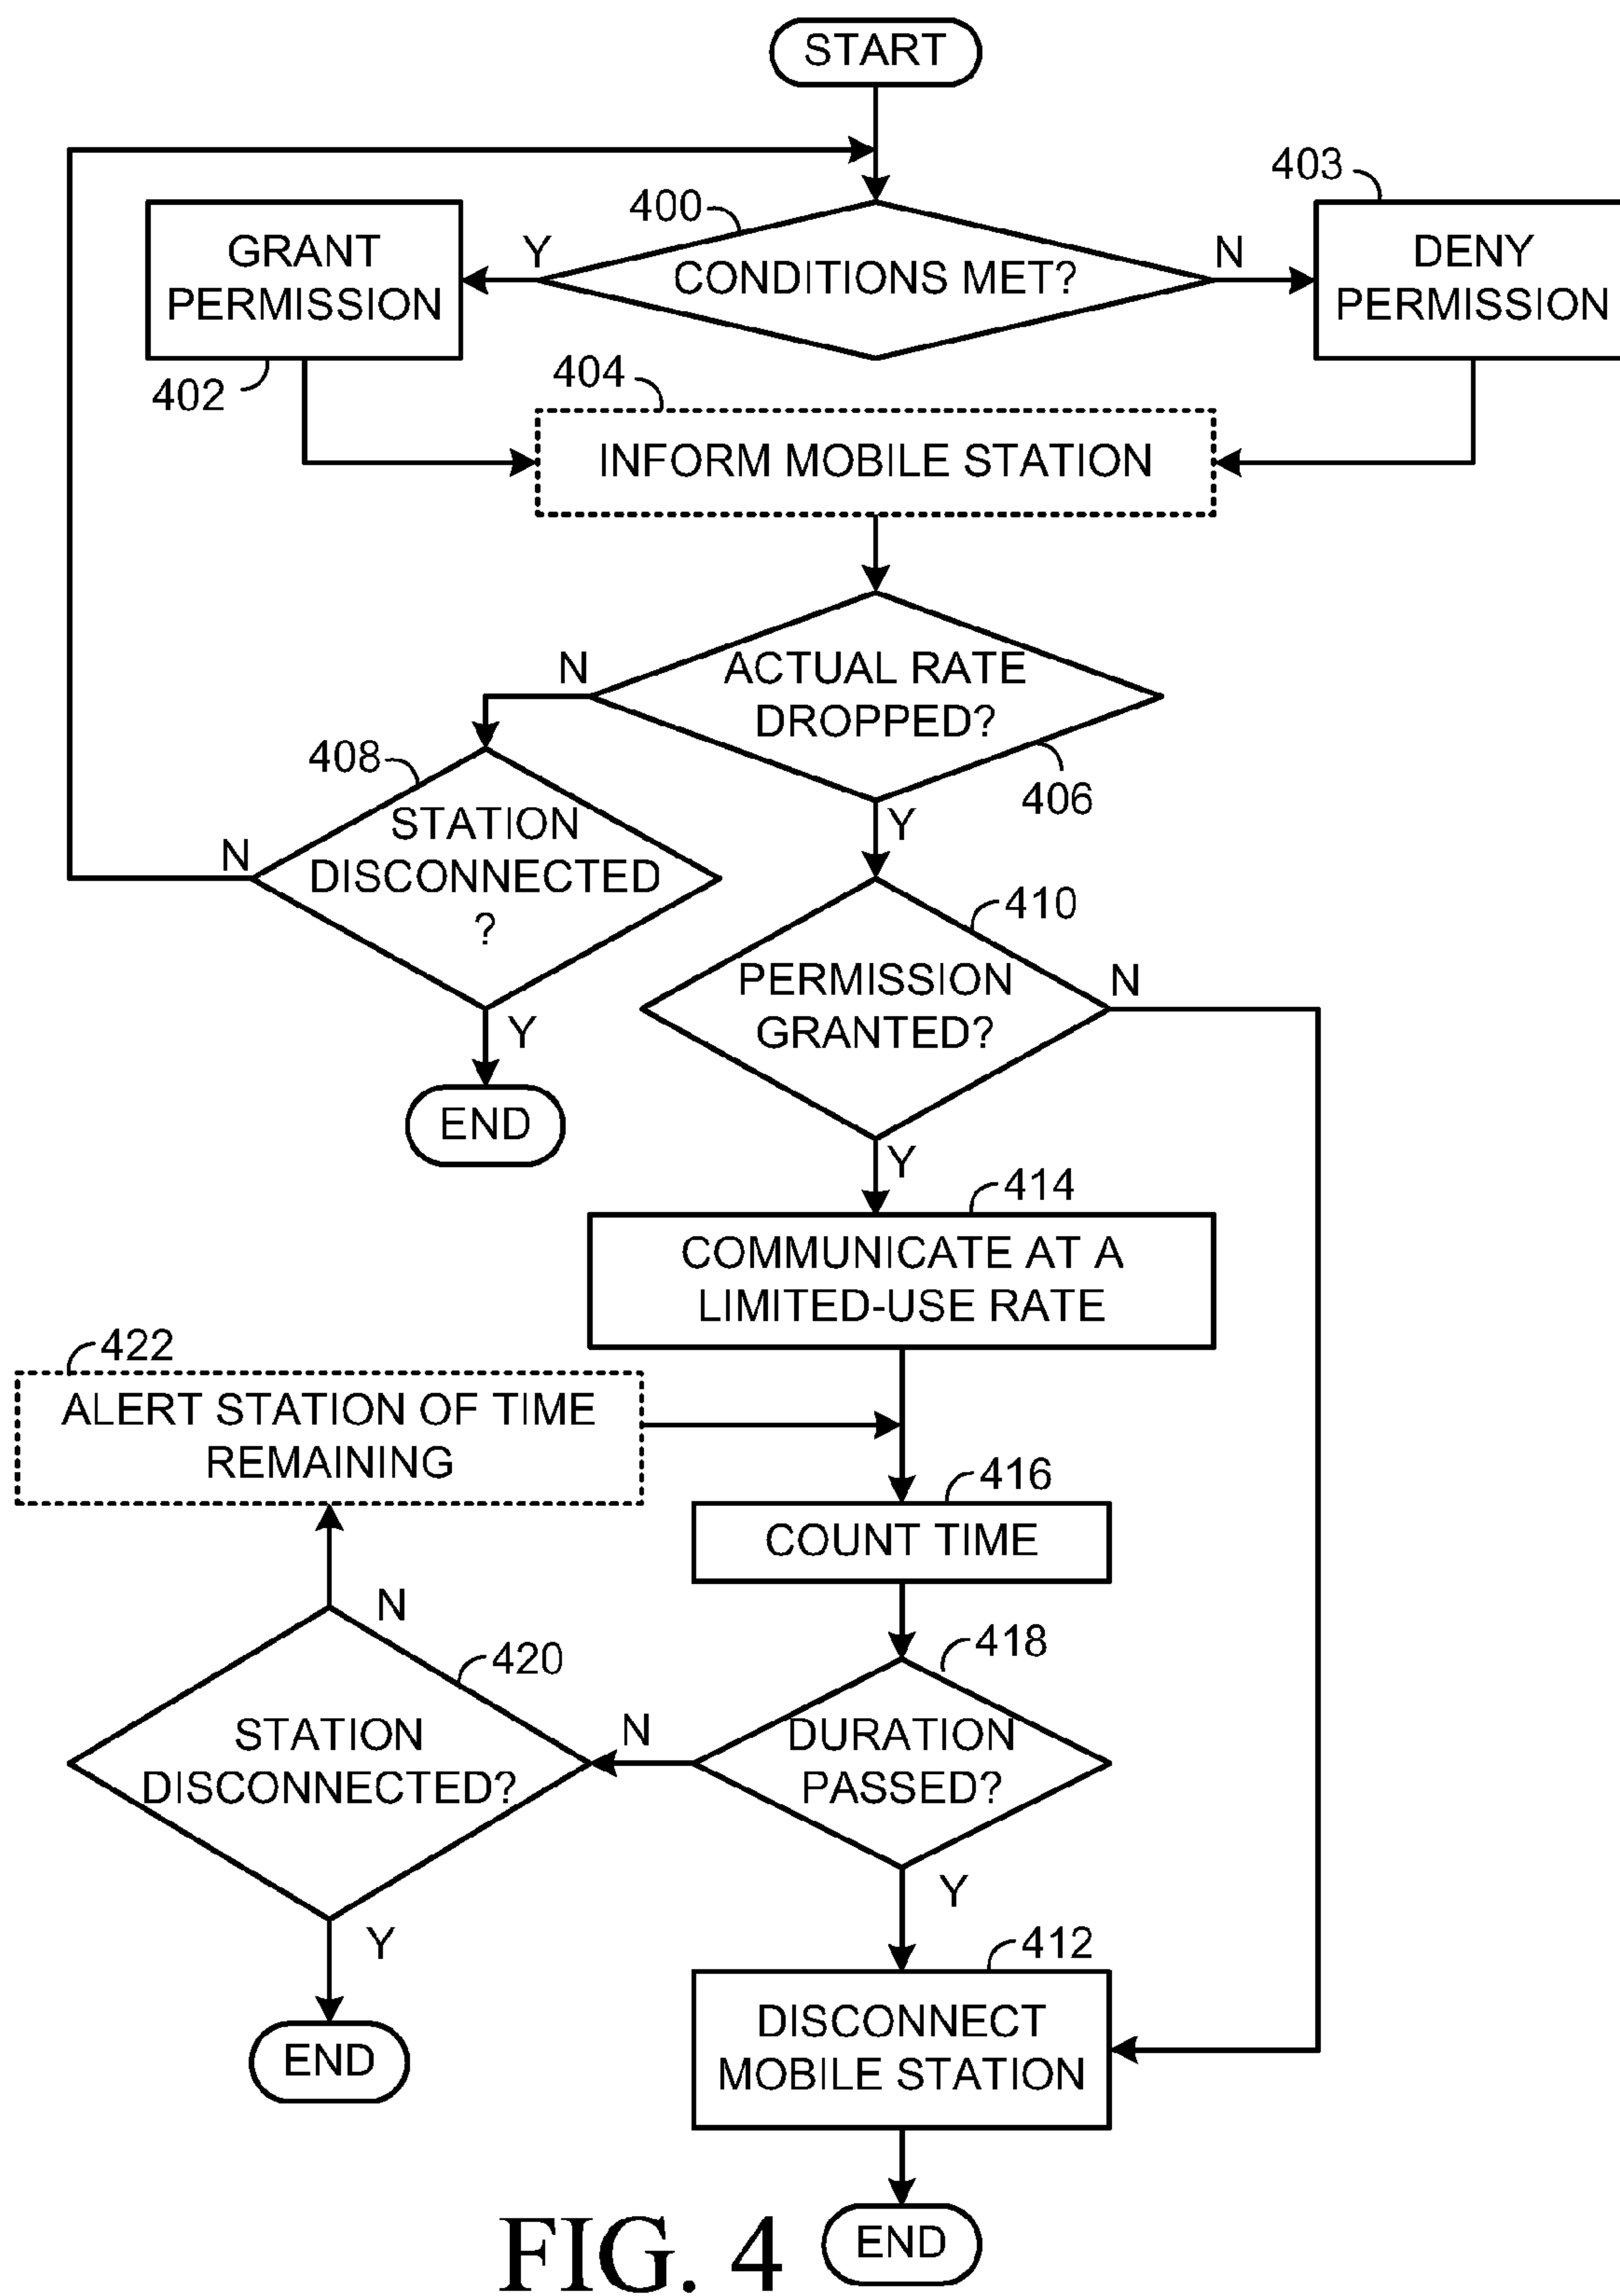 START
403
400
GRANT
PERMISSION
Y
CONDITIONS MET?
N
DENY
PERMISSION
402
404
INFORM MOBILE STATION
N
ACTUAL RATE
DROPPED?
406
408
STATION
DISCONNECTED
?
N
Y
Y
END
410
PERMISSION
GRANTED?
N
Y
414
COMMUNICATE AT A
LIMITED-USE RATE
422
ALERT STATION OF TIME
REMAINING
416
COUNT TIME
N
420
STATION
DISCONNECTED?
N
418
DURATION
PASSED?
Y
Y
END
412
DISCONNECT
MOBILE STATION
END
FIG. 4